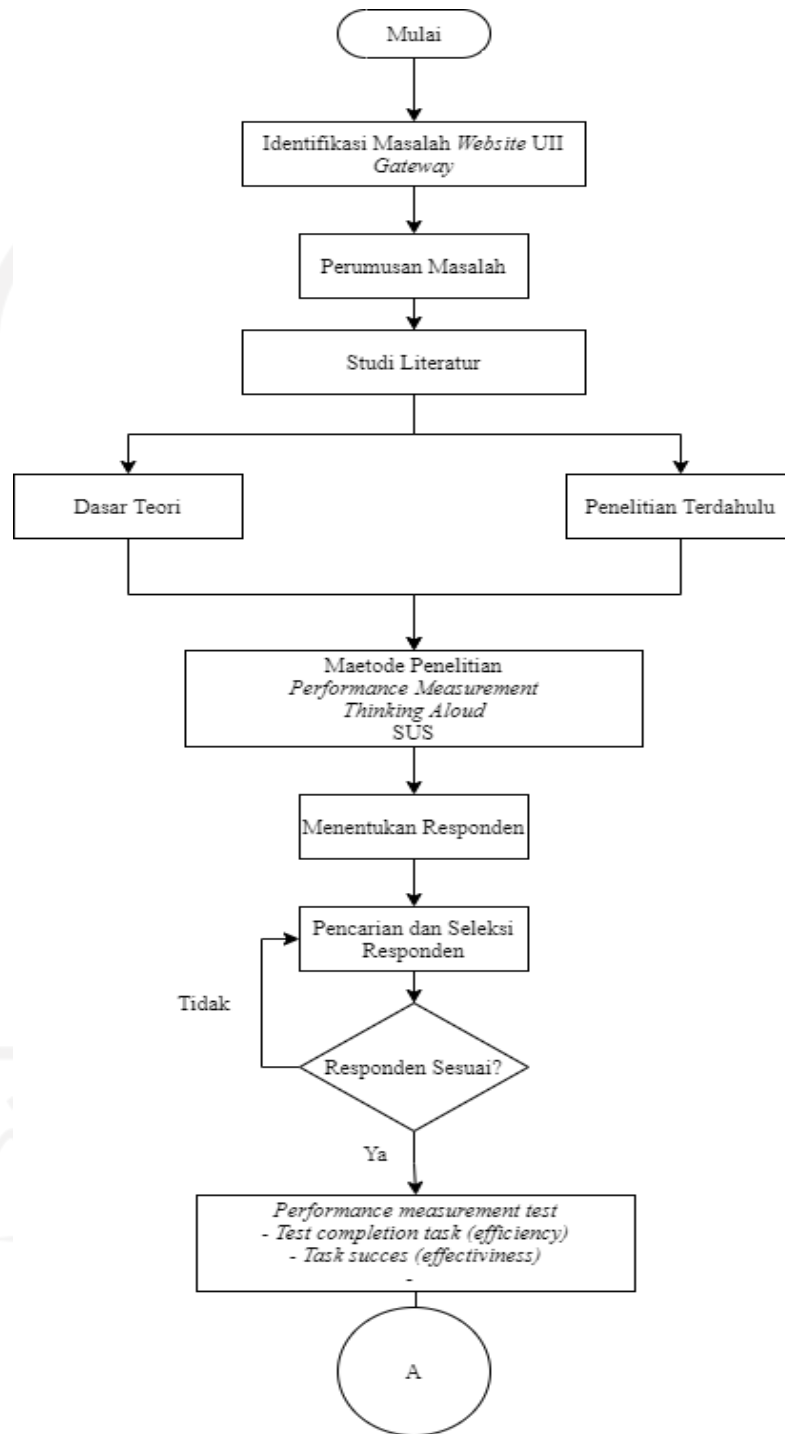 Mulai
Identifikasi Masalah Website UII
Gateway
Perumusan Masalah
Studi Literatur
Dasar Teori
Penelitian Terdahulu
Maetode Penelitian
Performance Measurement
Thinking Aloud
SUS
Menentukan Responden
Pencarian dan Seleksi
Responden
Tidak
Responden Sesuai?
Ya
Performance measurement test
- Test completion task (efficiency)
- Task succes (effectiviness)
-
A